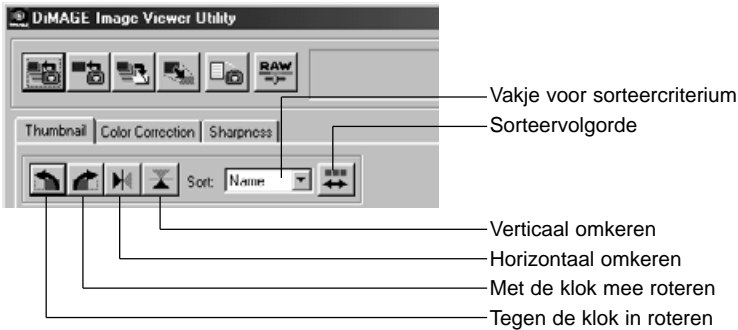 DiMAGE Image Viewer Utility
RAW
Vakje voor sorteercriterium
Sorteervolgorde
Thumbnail Color Correction Sharpness
Sort: Name
Verticaal omkeren
Horizontaal omkeren
Met de klok mee roteren
Tegen de klok in roteren